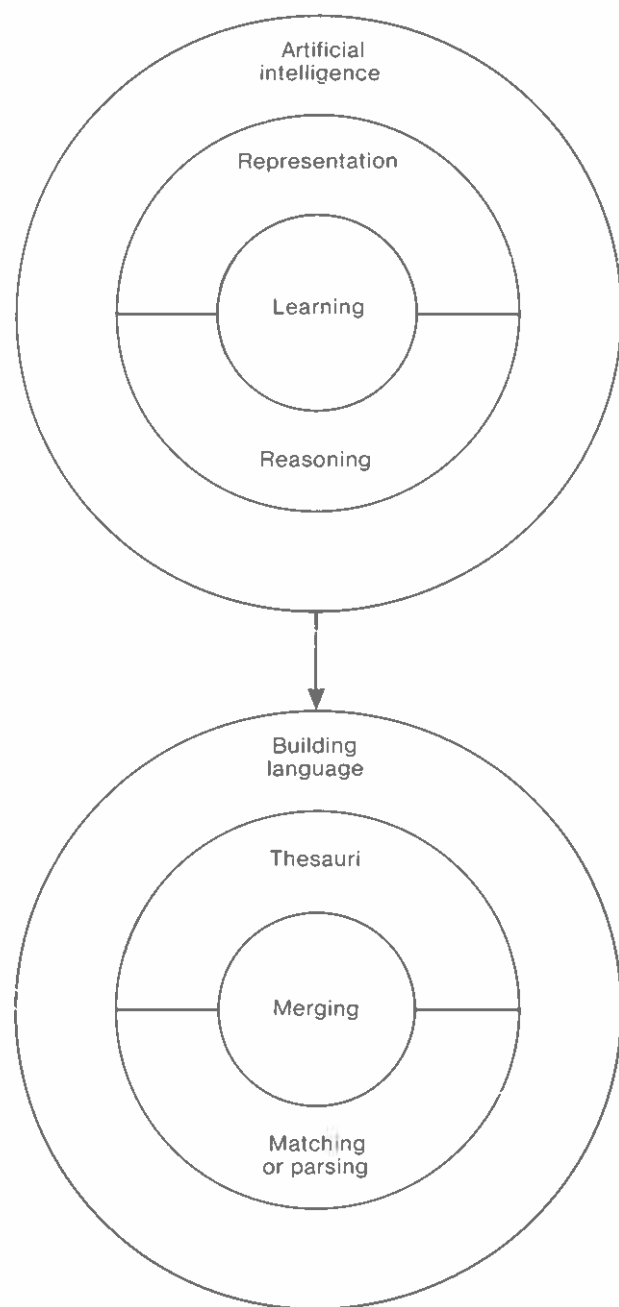 Artificial
intelligence
Representation
Learning
Reasoning
Building
language
Thesauri
Merging
Matching
or parsing